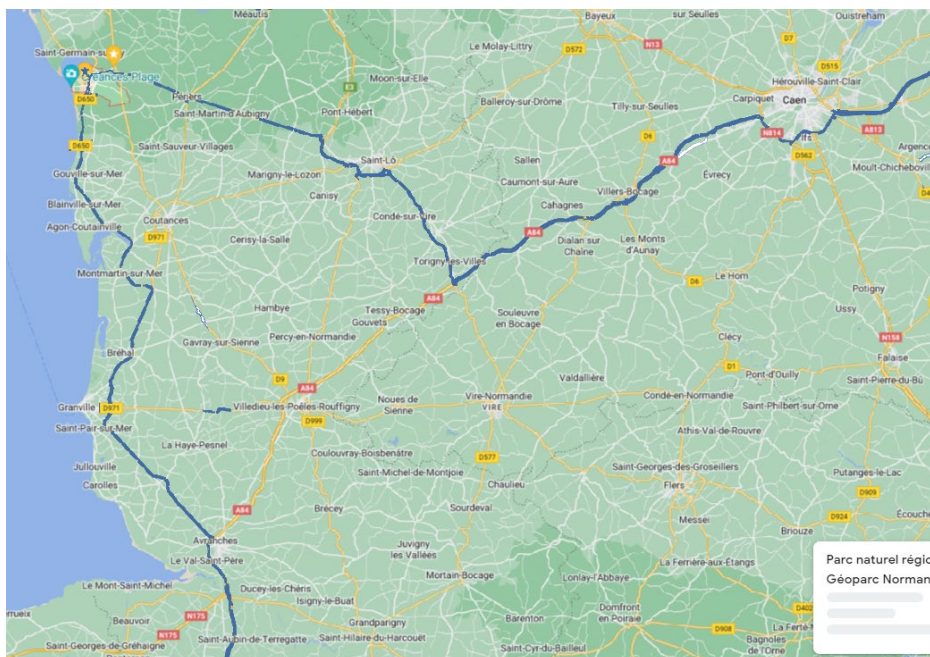 Méautis
Bayeux
sur Seulles
Ouistreham
Saint-Germain-su
Le Molay-Littry
D572
N13
D7
D515
Hérouville-Saint-Clair
Créances Plage
Moon-sur-Elle
Carpiquet
Caen
D650
Périers
Balleroy-sur-Drôme
Tilly-sur-Seulles
Saint-Martin-d'Aubigny
Pont-Hébert
E3
D6
N814
Ifs
A813
D650
Saint-Sauveur-Villages
Saint-Lô
Sallen
A84
D562
Argence
Gouville-sur-Mer
Marigny-le-Lozon
Évrecy
Moult-Chicheboville
Canisy
Caumont-sur-Aure
Villers-Bocage
D4
Blainville-sur-Mer
Condé-sur-Vire
Cahagnes
Agon-Coutainville
Coutances
D971
Cerisy-la-Salle
A84
Dialan sur
Chaîne
Les Monts
d'Aunay
Montmartin-sur-Mer
Torigny-les-Villes
Le Hom
D6
Potigny
A84
Tessy-Bocage
Gouvets
Hambye
Souleuvre
en Bocage
Ussy
Gavray-sur-Sienne
Percy-en-Normandie
Clécy
N158
Bréhal
Falaise
D1
Pont-d'Ouilly
D9
A84
Valdallière
Saint-Pierre-du-Bû
Granville
D971
Villedieu-les-Poêles-Rouffigny
Noues de
Sienne
Vire-Normandie
VIRE
Condé-en-Normandie
Saint-Philbert-sur-Orne
Saint-Pair-sur-Mer
D999
Athis-Val-de-Rouvre
La Haye-Pesnel
Coulouvray-Boisbenâtre
D577
Jullouville
Saint-Michel-de-Montjoie
Saint-Georges-des-Groseillers
Putanges-le-Lac
Carolles
Chaulieu
Flers
D909
A84
Brécey
Sourdeval
Messei
D924
Écouché
Briouze
Avranches
Juvigny
les Vallées
Le Val-Saint-Père
La Ferrière-aux-Étangs
Parc naturel régio
Géoparc Norman
Le Mont-Saint-Michel
Ducey-les-Chéris
Mortain-Bocage
Lonlay-l'Abbaye
Isigny-le-Buat
Domfront
en Poiraie
D402
Beauvoir
N175
Grandparigny
Barenton
D908
La Ferté-M
N175
Saint-Aubin-de-Terregatte
Saint-Hilaire-du-Harcouët
Bagnoles
de l'Orne
Saint-Georges-de-Gréhaigne
Saint-Cyr-du-Bailleul